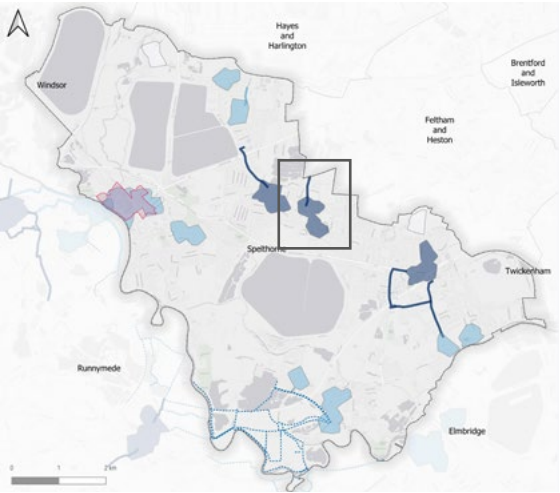 Hayes
and
Harlington
Brentford
and
Isleworth
Windsor
Feltham
and
Heston
Spelthorne
Twickenham
Runnymede
Elmbridge
0 1 2 km